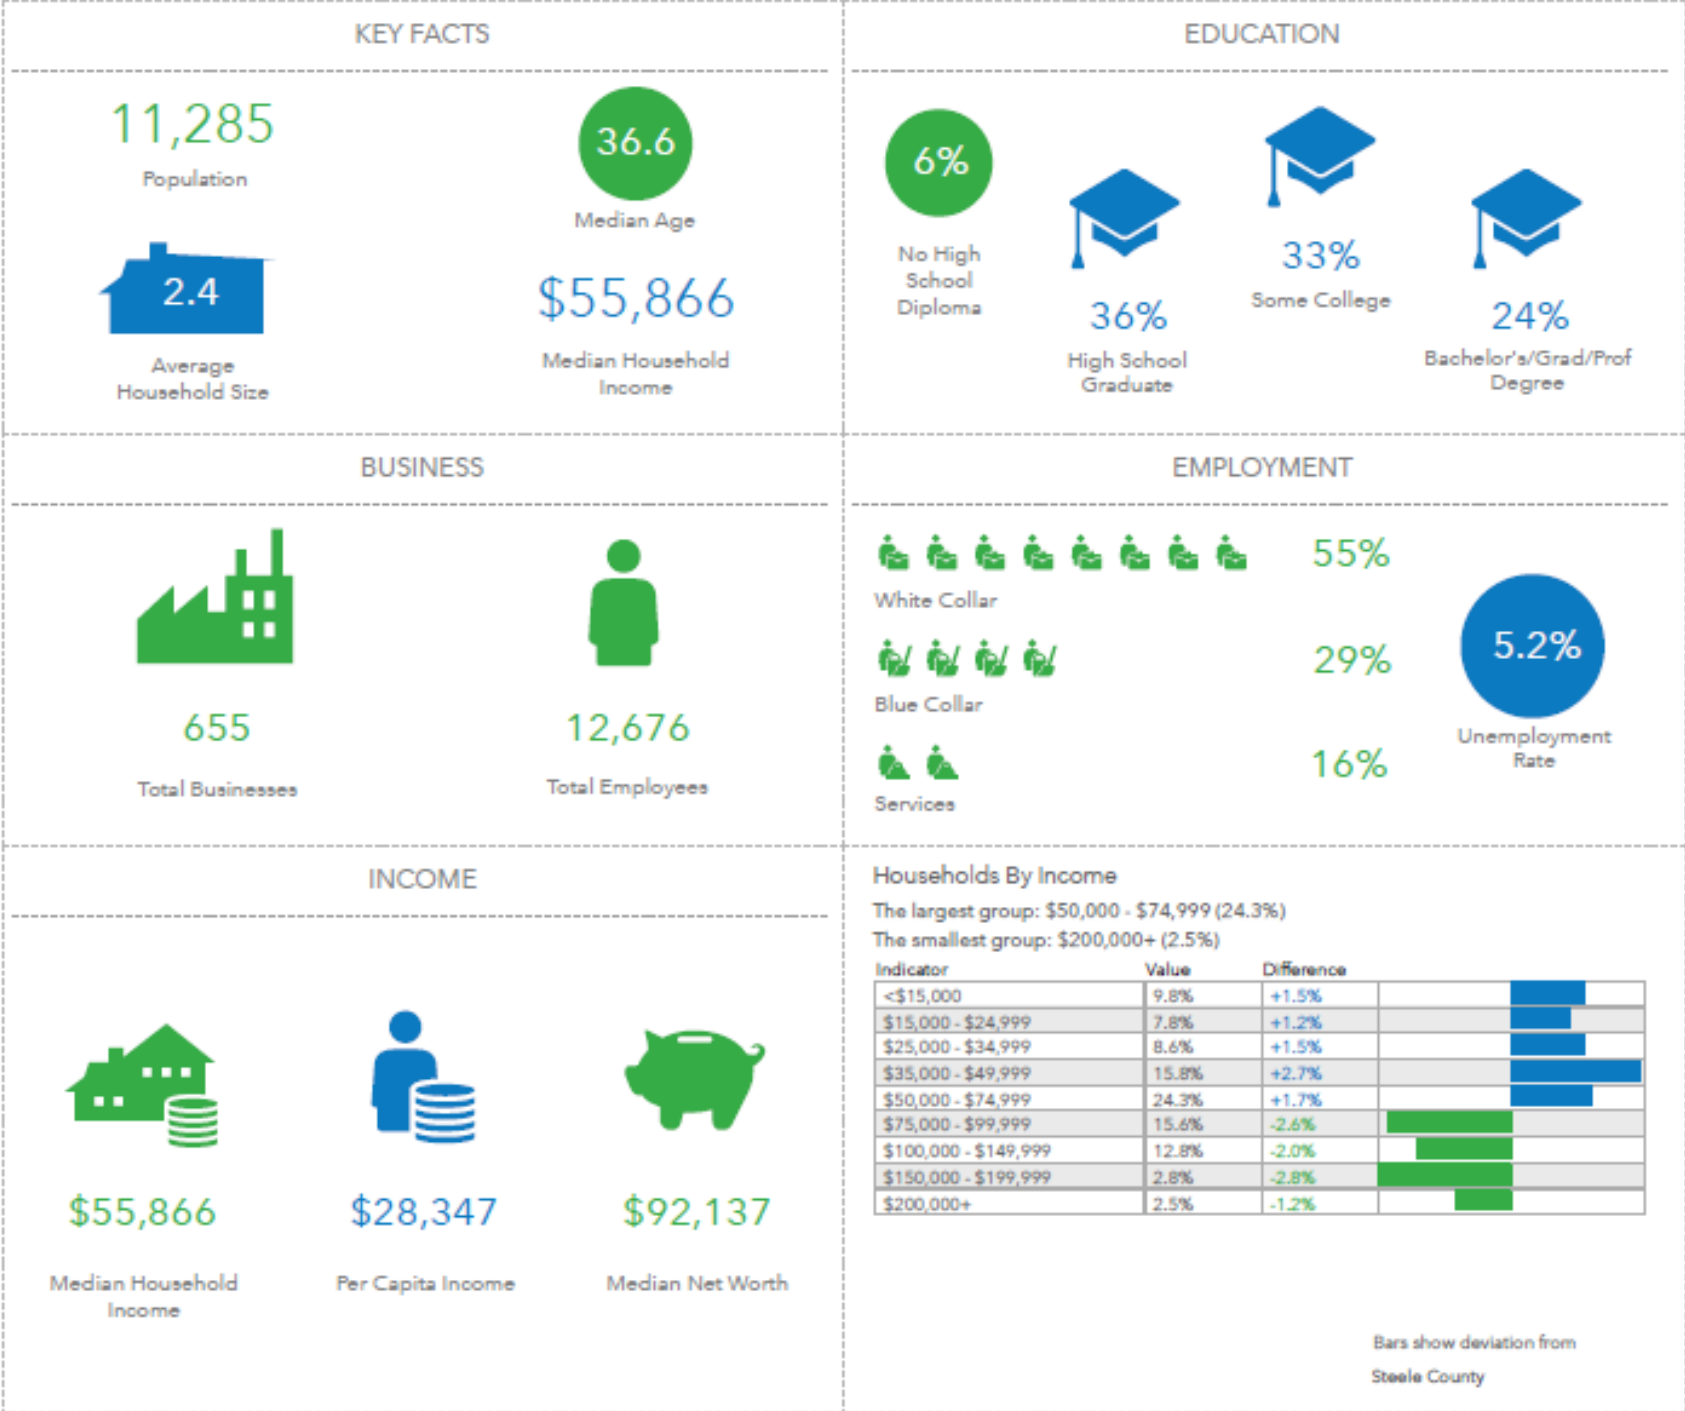 KEY FACTS
11,285
Population
36.6
Median Age
2.4
Average
Household Size
$55,866
Median Household
Income
EDUCATION
6%
No High
School
Diploma
36%
High School
Graduate
33%
Some College
24%
Bachelor's/Grad/Prof
Degree
BUSINESS
655
Total Businesses
12,676
Total Employees
EMPLOYMENT
55%
White Collar
29%
Blue Collar
16%
Services
5.2%
Unemployment
Rate
INCOME
$55,866
Median Household
Income
$28,347
Per Capita Income
$92,137
Median Net Worth
Households By Income
The largest group: $50,000 - $74,999 (24.3%)
The smallest group: $200,000+ (2.5%)
Indicator Value Difference
<$15,000 9.8% +1.5%
$15,000 - $24,999 7.8% +1.2%
$25,000 - $34,999 8.6% +1.5%
$35,000 - $49,999 15.8% +2.7%
$50,000 - $74,999 24.3% +1.7%
$75,000 - $99,999 15.6% -2.6%
$100,000 - $149,999 12.8% -2.0%
$150,000 - $199,999 2.8% -2.8%
$200,000+ 2.5% -1.2%
Bars show deviation from
Steele County